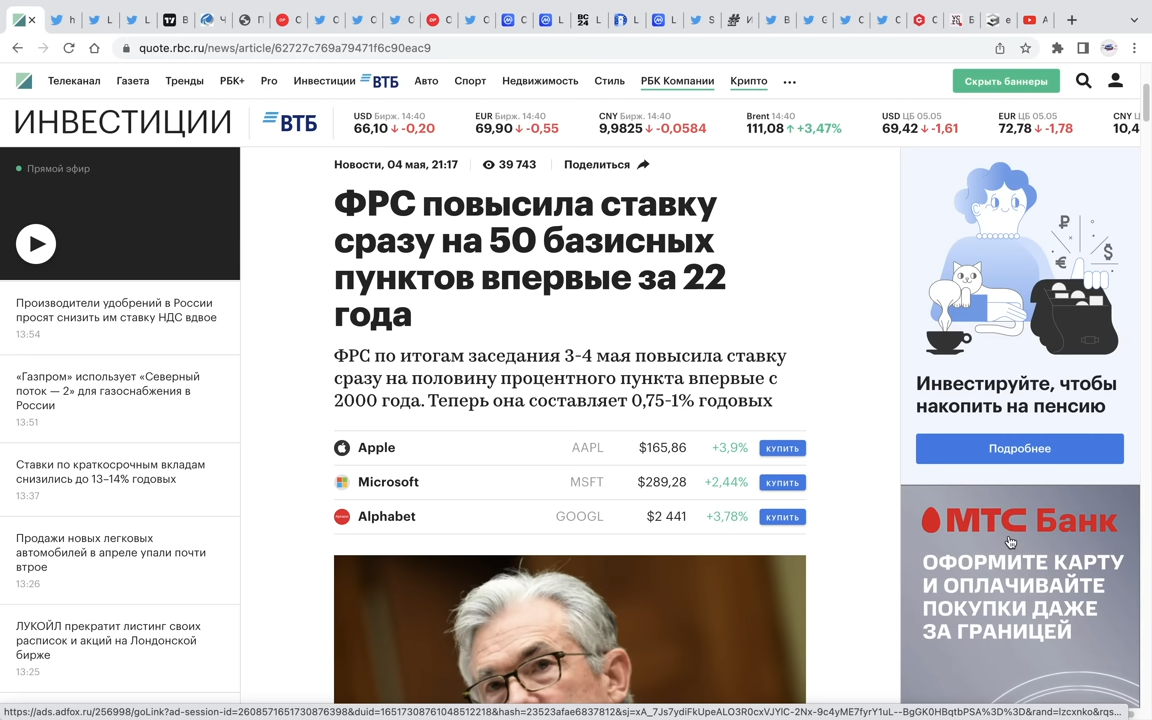 h
L
L
B
Ч
П
С
С
С
С
С
С
С
L
L
L
L
S
И
B
С
С
С
Б
e
A
quote.rbc.ru/news/article/62727c769a79471f6c90eac9
Телеканал Газета Тренды РБК+ Pro Инвестиции ВТБ Авто Спорт Недвижимость Стиль РБК Компании Крипто ••• Скрыть баннеры
ИНВЕСТИЦИИ ВТБ
USD Бирж. 14:40 EUR Бирж. 14:40 CNY Бирж. 14:40 Brent 14:40 USD ЦБ 05.05 EUR ЦБ 05.05 CNY Ц
66,10 ↓ -0,20 69,90 ↓ -0,55 9,9825 ↓ -0,0584 111,08 ↑ +3,47% 69,42 ↓ -1,61 72,78 ↓ -1,78 10,4
Прямой эфир
Производители удобрений в России
просят снизить им ставку НДС вдвое
13:54
«Газпром» использует «Северный
поток — 2» для газоснабжения в
России
13:51
Ставки по краткосрочным вкладам
снизились до 13–14% годовых
13:37
Продажи новых легковых
автомобилей в апреле упали почти
втрое
13:26
ЛУКОЙЛ прекратит листинг своих
расписок и акций на Лондонской
бирже
13:25
Новости, 04 мая, 21:17 39 743 Поделиться
ФРС повысила ставку
сразу на 50 базисных
пунктов впервые за 22
года
ФРС по итогам заседания 3-4 мая повысила ставку
сразу на половину процентного пункта впервые с
2000 года. Теперь она составляет 0,75-1% годовых
Apple AAPL $165,86 +3,9% КУПИТЬ
Microsoft MSFT $289,28 +2,44% КУПИТЬ
Alphabet GOOGL $2 441 +3,78% КУПИТЬ
₽
$
€
Инвестируйте, чтобы
накопить на пенсию
Подробнее
МТС Банк
ОФОРМИТЕ КАРТУ
И ОПЛАЧИВАЙТЕ
ПОКУПКИ ДАЖЕ
ЗА ГРАНИЦЕЙ